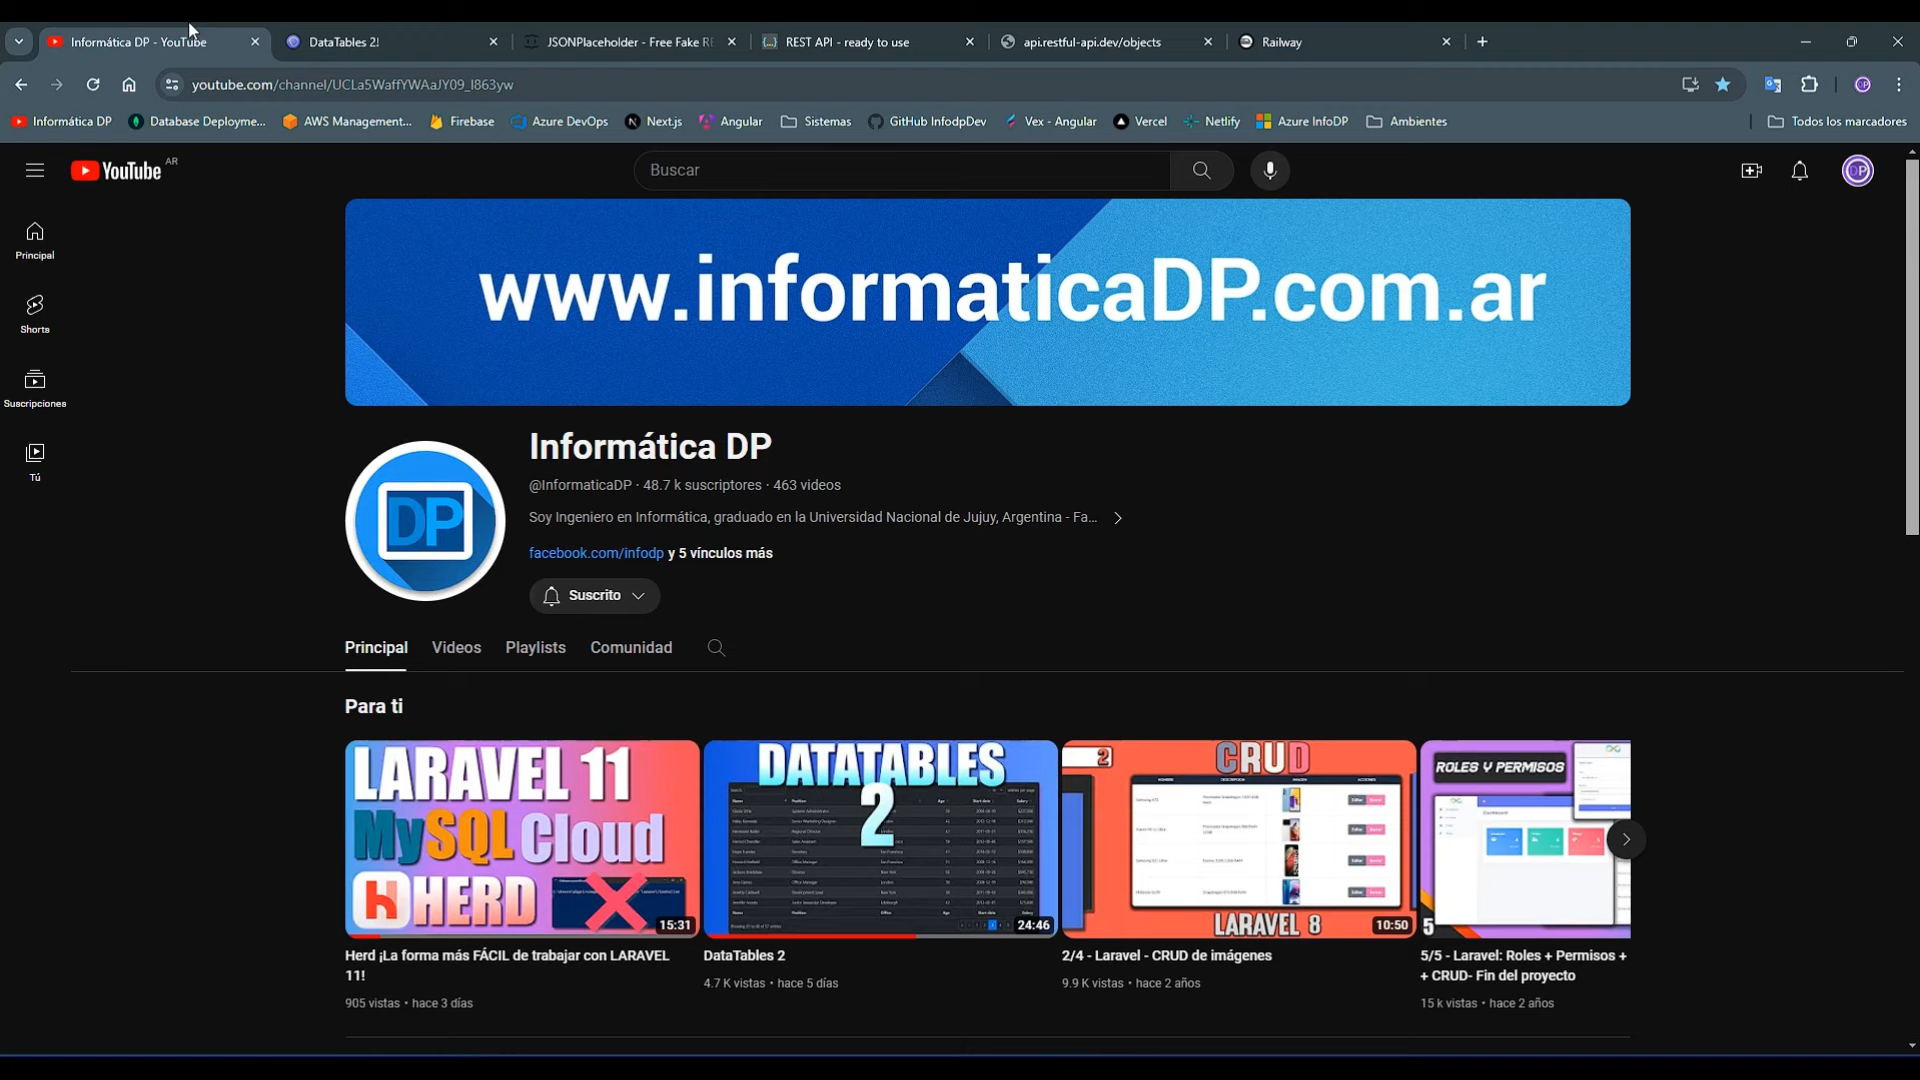 Informática DP - YouTube
DataTables 2!
JSONPlaceholder - Free Fake RE
REST API - ready to use
api.restful-api.dev/objects
Railway
youtube.com/channel/UCLa5WaffYWAaJY09_l863yw
Informática DP
Database Deployme...
AWS Management...
Firebase
Azure DevOps
Next.js
Angular
Sistemas
GitHub InfodpDev
Vex - Angular
Vercel
Netlify
Azure InfoDP
Ambientes
Todos los marcadores
YouTube AR
Buscar
DP
Principal
Shorts
Suscripciones
Tú
www.informaticaDP.com.ar
DP
Informática DP
@InformaticaDP · 48.7 k suscriptores · 463 videos
Soy Ingeniero en Informática, graduado en la Universidad Nacional de Jujuy, Argentina - Fa...
facebook.com/infodp y 5 vínculos más
Suscrito
Principal Videos Playlists Comunidad
Para ti
LARAVEL 11
MySQL Cloud
HERD
15:31
Herd ¡La forma más FÁCIL de trabajar con LARAVEL
11!
905 vistas • hace 3 días
DATATABLES
2
24:46
DataTables 2
4.7 K vistas • hace 5 días
2
CRUD
LARAVEL 8
10:50
2/4 - Laravel - CRUD de imágenes
9.9 K vistas • hace 2 años
ROLES Y PERMISOS
5
5/5 - Laravel: Roles + Permisos +
+ CRUD- Fin del proyecto
15 k vistas • hace 2 años